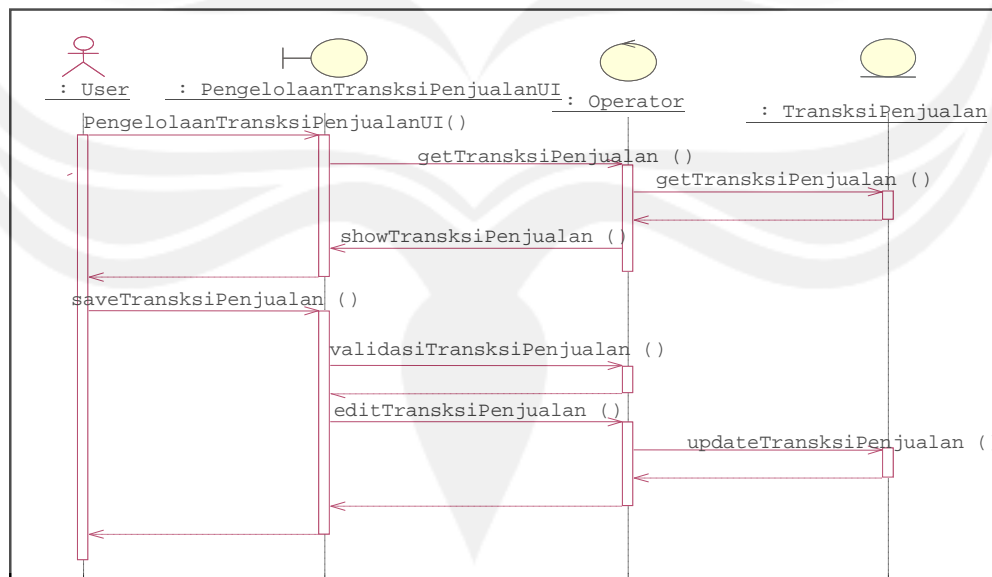 : User
: PengelolaanTransksiPenjualanUI
: Operator
: TransksiPenjualan
PengelolaanTransksiPenjualanUI()
getTransksiPenjualan ()
getTransksiPenjualan ()
showTransksiPenjualan ()
saveTransksiPenjualan ()
validasiTransksiPenjualan ()
editTransksiPenjualan ()
updateTransksiPenjualan (